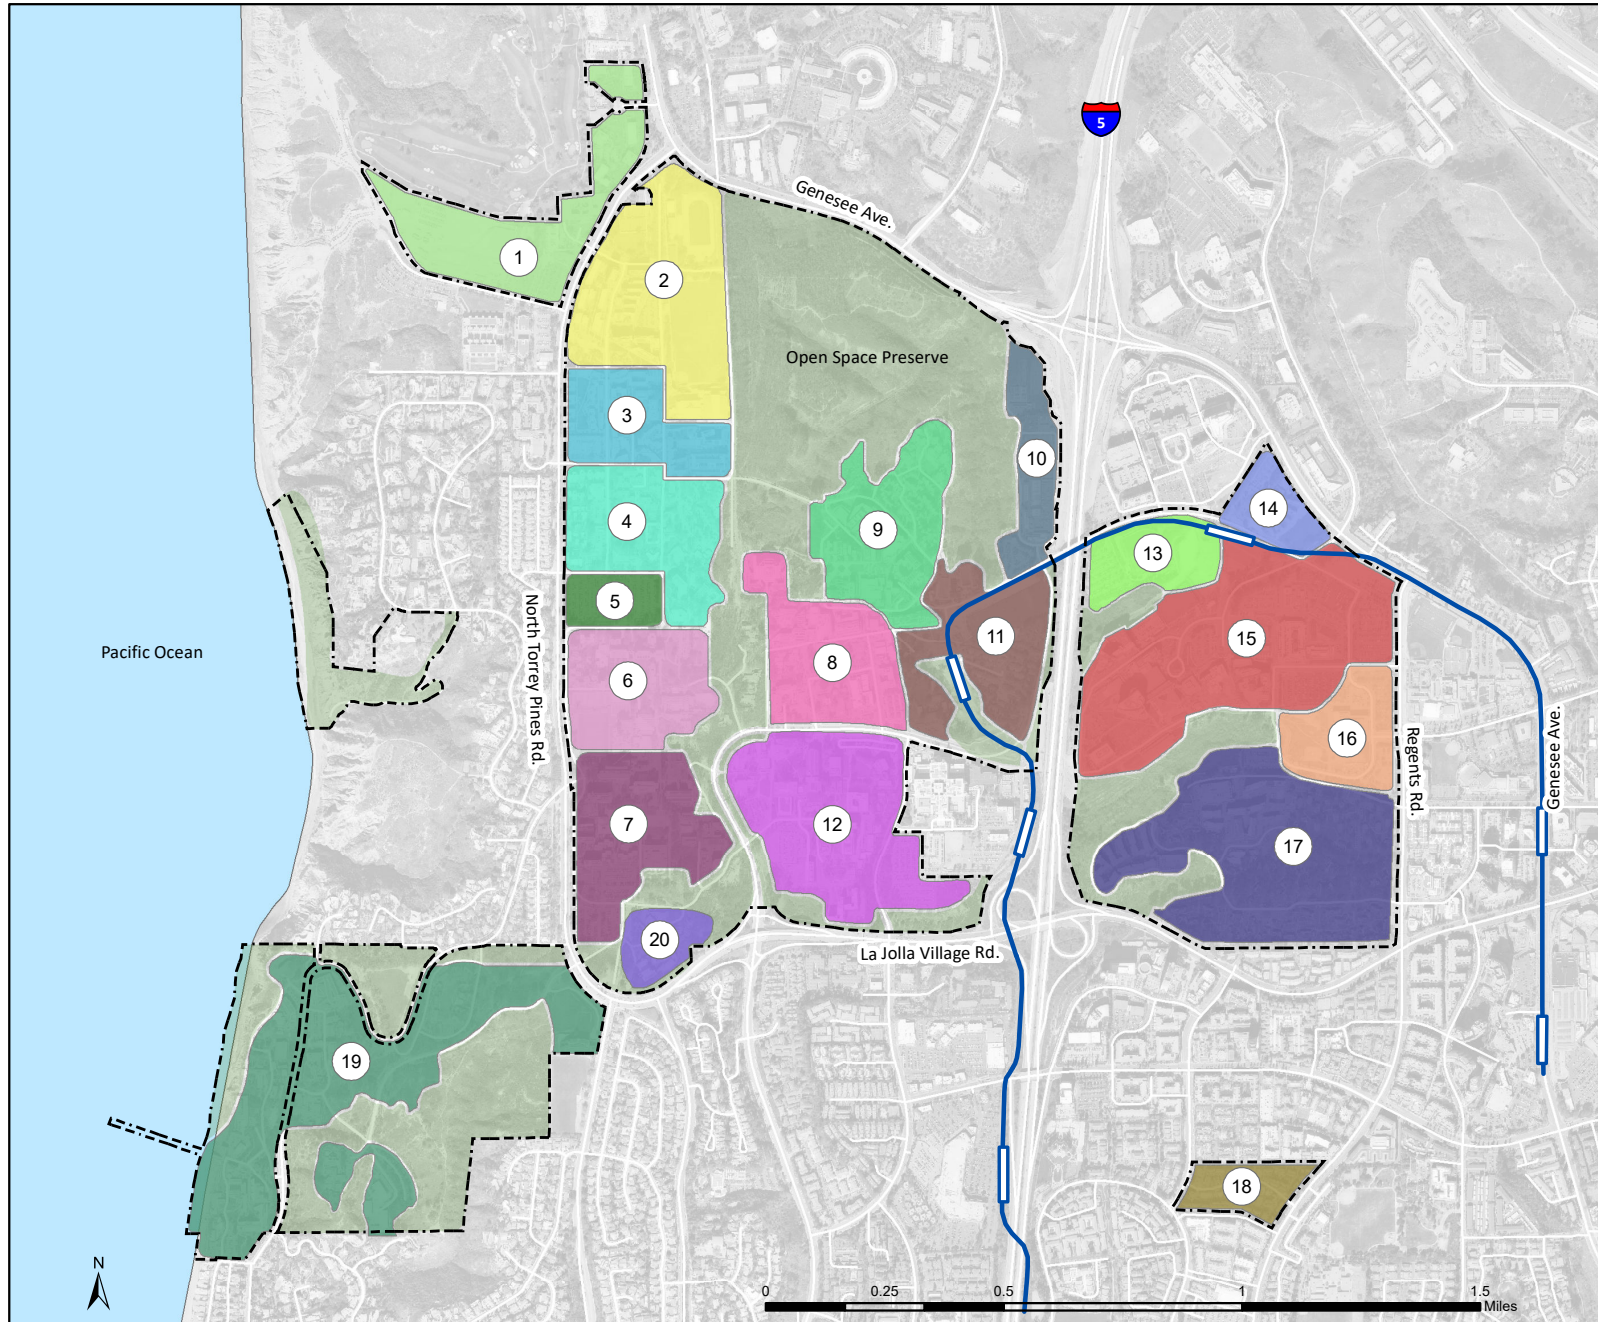 5
Genesee Ave.
1
2
Open Space Preserve
3
10
14
4
9
13
5
11
15
Pacific Ocean
North Torrey Pines Rd.
8
6
16
Regents Rd.
Genesee Ave.
7
12
17
20
La Jolla Village Rd.
19
18
N
0 0.25 0.5 1 1.5
Miles